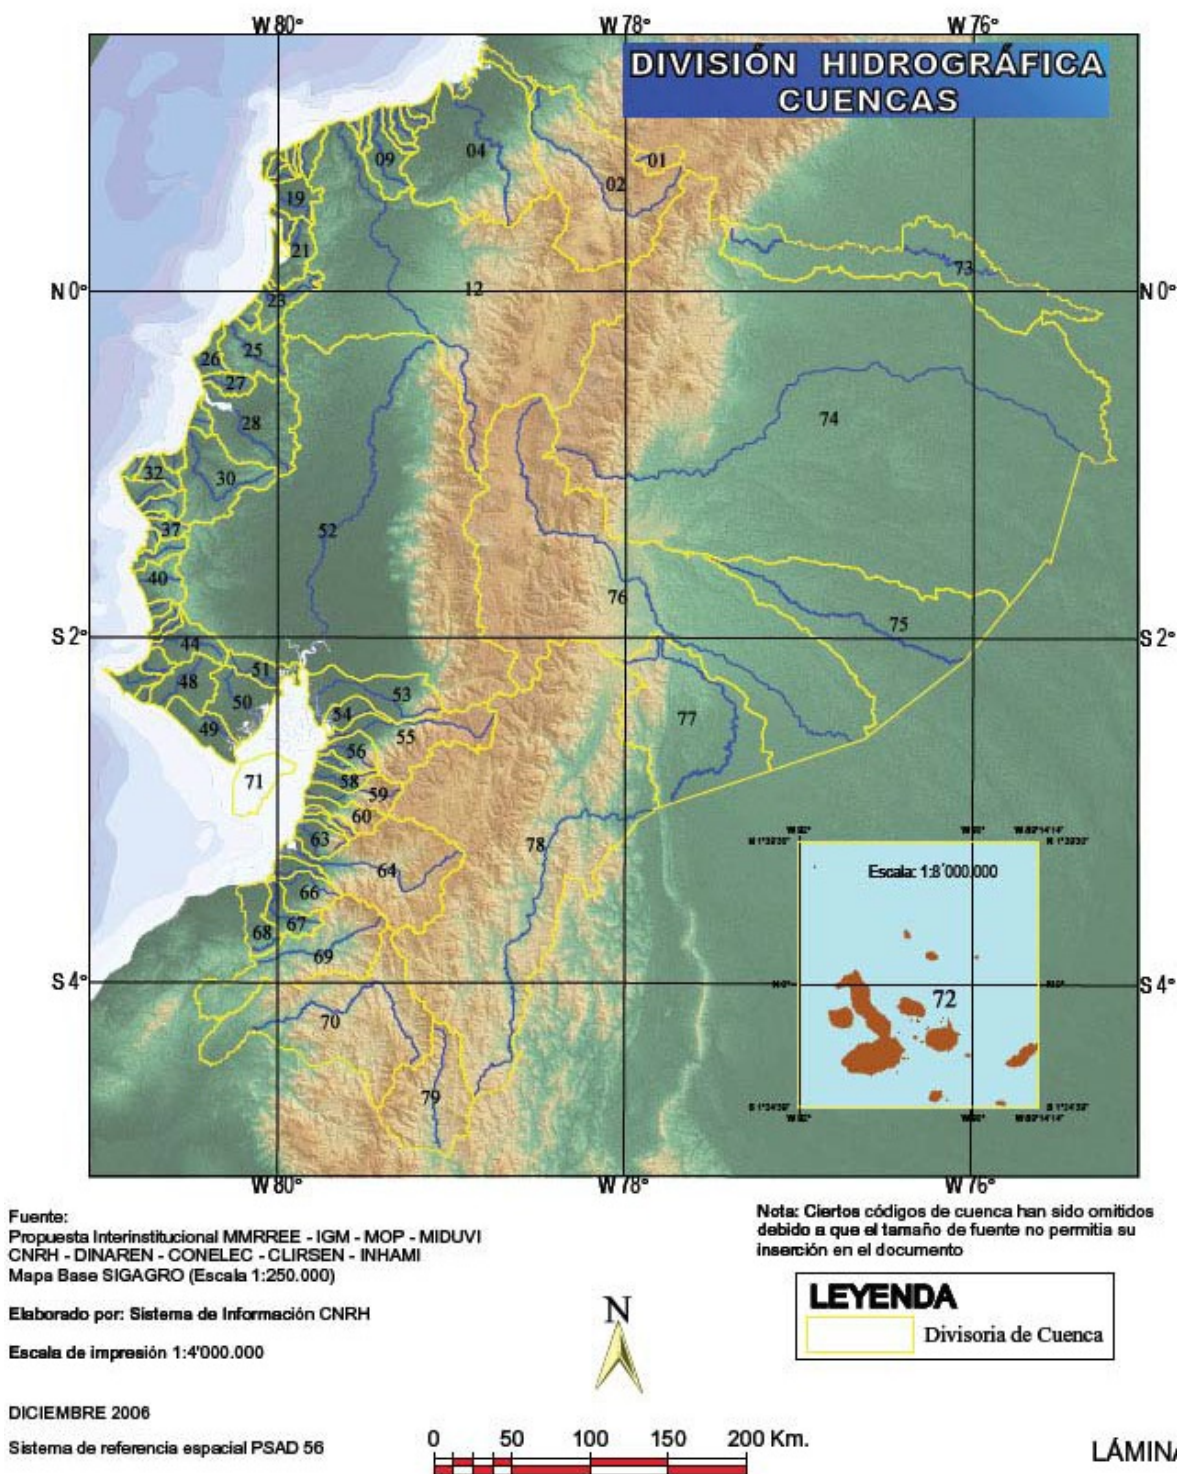 W 80° W 78° W 76°
DIVISIÓN HIDROGRÁFICA
CUENCAS
09 04 01
02
19
21
73
N 0° 23 12 N 0°
25
26
27
28 74
32 30
37 52
40
76 75
S 2° 44 S 2°
51
48 50 53
49 54 77
55
56
71 58
59
60
63 78
64
66
67
68 69
S 4° S 4°
70
79
Escala: 1:8´000.000
72
W 80° W 78° W 76°
Fuente:
Propuesta Interinstitucional MMRREE - IGM - MOP - MIDUVI
CNRH - DINAREN - CONELEC - CLIRSEN - INHAMI
Mapa Base SIGAGRO (Escala 1:250.000)
Elaborado por: Sistema de Información CNRH
Escala de impresión 1:4'000.000
DICIEMBRE 2006
Sistema de referencia espacial PSAD 56
Nota: Ciertos códigos de cuenca han sido omitidos
debido a que el tamaño de fuente no permitia su
inserción en el documento
LEYENDA
Divisoria de Cuenca
N
0 50 100 150 200 Km.
LÁMINA